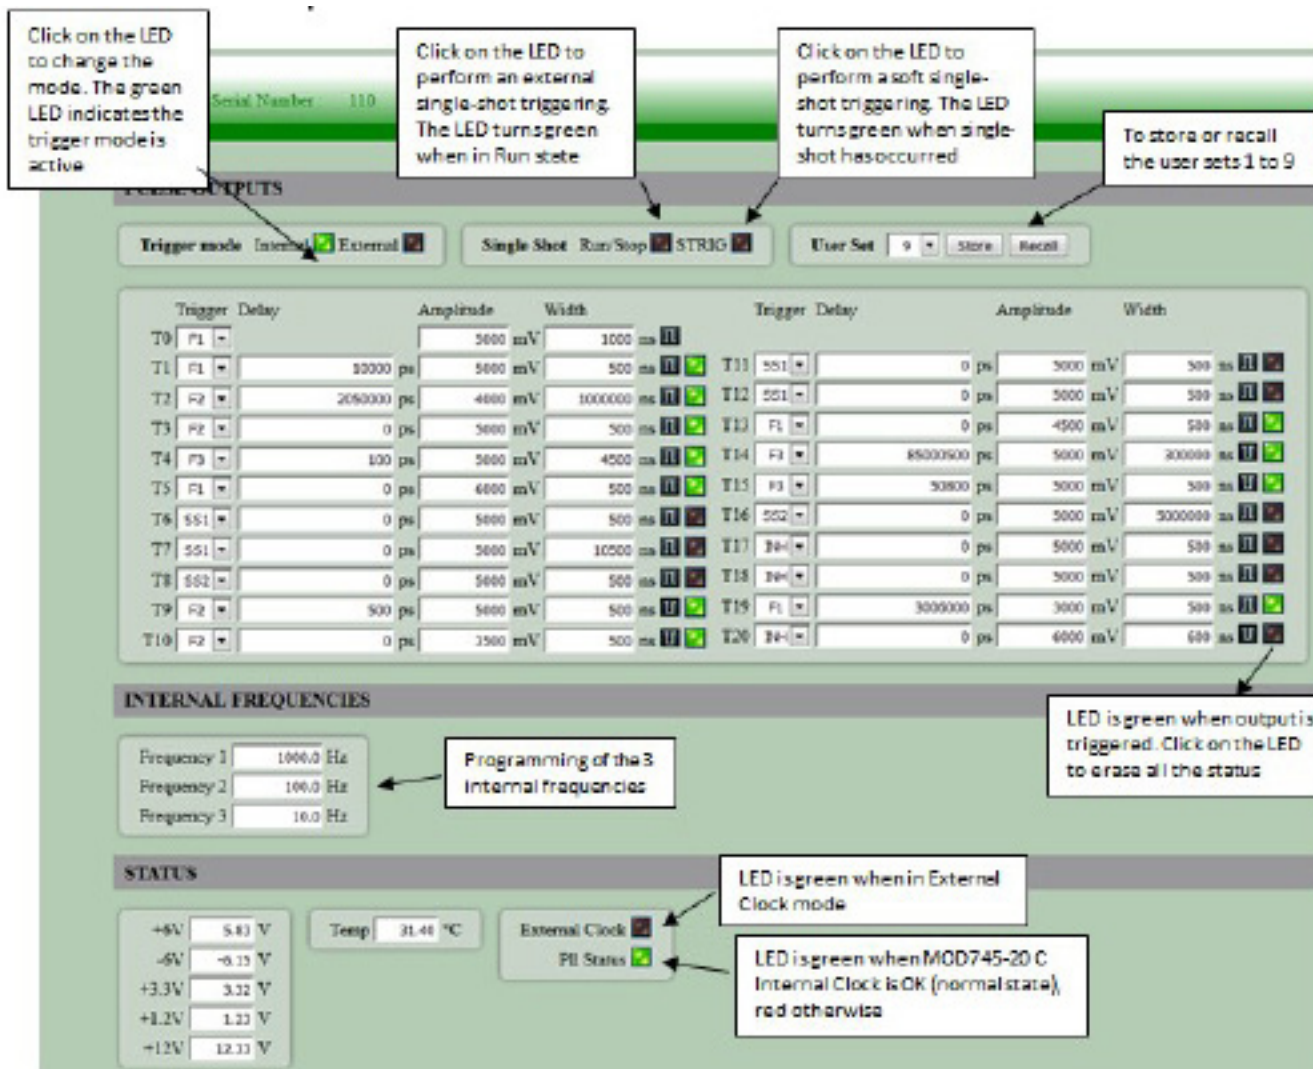 Click on the LED
to change the
mode. The green
LED indicates the
trigger mode is
active
Click on the LED to
perform an external
single-shot triggering.
The LED turns green
when in Run state
Click on the LED to
perform a soft single-
shot triggering. The LED
turns green when single-
shot has occurred
To store or recall
the user sets 1 to 9
Serial Number : 110
PULSE OUTPUTS
Trigger mode Internal External
Single Shot Run/Stop STRIG
User Set 9 Store Recall
Trigger Delay Amplitude Width
T0 F1 5000 mV 1000 ns
T1 F1 10000 ps 5000 mV 500 ns
T2 F2 2050000 ps 4000 mV 1000000 ns
T3 F2 0 ps 5000 mV 500 ns
T4 F3 100 ps 5000 mV 4500 ns
T5 F1 0 ps 6000 mV 500 ns
T6 SS1 0 ps 5000 mV 500 ns
T7 SS1 0 ps 5000 mV 10500 ns
T8 SS2 0 ps 5000 mV 500 ns
T9 F2 500 ps 5000 mV 500 ns
T10 F2 0 ps 3500 mV 500 ns
Trigger Delay Amplitude Width
T11 SS1 0 ps 5000 mV 500 ns
T12 SS1 0 ps 5000 mV 500 ns
T13 F1 0 ps 4500 mV 500 ns
T14 F3 85000500 ps 5000 mV 300000 ns
T15 F3 ps 5000 mV 500 ns
T16 SS2 0 ps 5000 mV 5000000 ns
T17 0 ps 5000 mV 500 ns
T18 0 ps 5000 mV 500 ns
T19 F1 ps 3000 mV 500 ns
T20 0 ps 6000 mV 600 ns
LED is green when output is
triggered. Click on the LED
to erase all the status
INTERNAL FREQUENCIES
Frequency 1 1000.0 Hz
Frequency 2 100.0 Hz
Frequency 3 10.0 Hz
Programming of the 3
internal frequencies
STATUS
+6V 5.83 V
-6V V
+3.3V 3.32 V
+1.2V 1.23 V
+12V V
Temp 31.40 °C
External Clock
Pll Status
LED is green when in External
Clock mode
LED is green when MOD745-20 C
Internal Clock is OK (normal state),
red otherwise